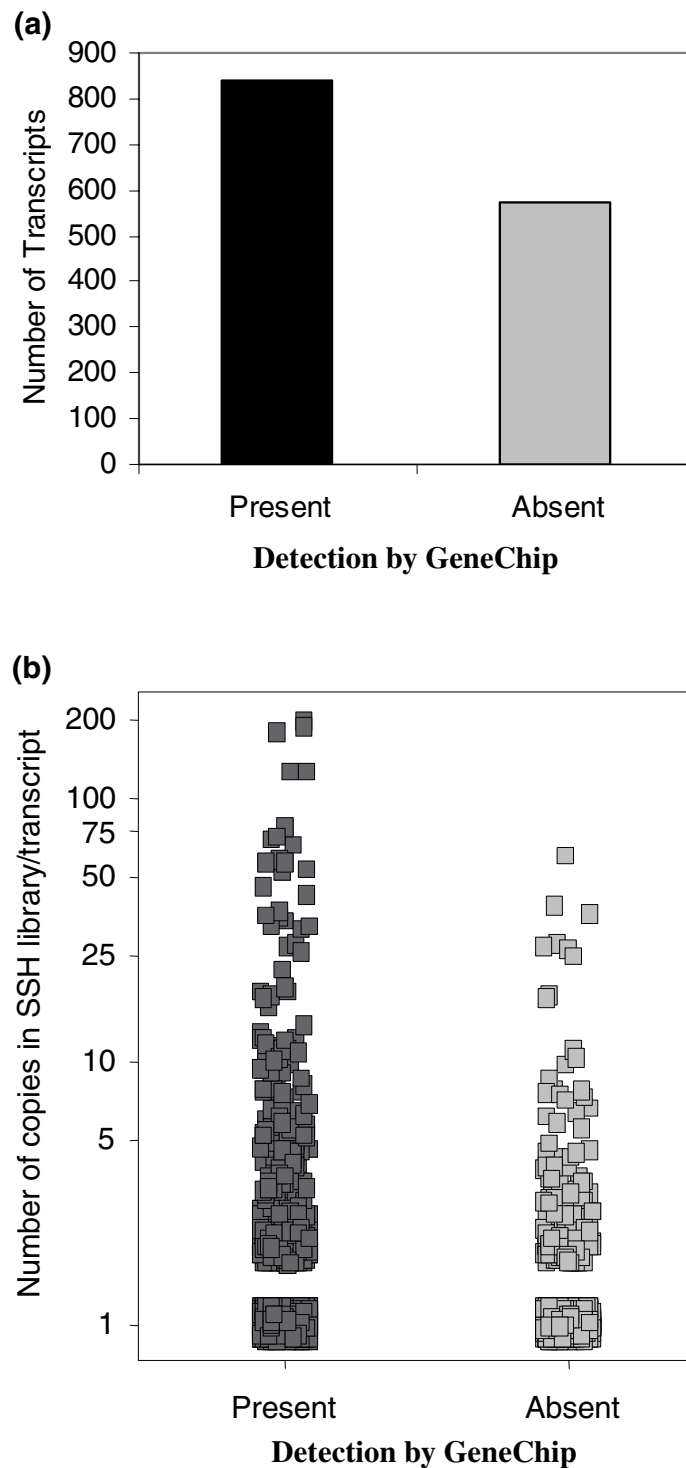 (a)
Number of Transcripts
900
800
700
600
500
400
300
200
100
0
Present Absent
Detection by GeneChip
(b)
Number of copies in SSH library/transcript
200
100
75
50
25
10
5
1
Present Absent
Detection by GeneChip